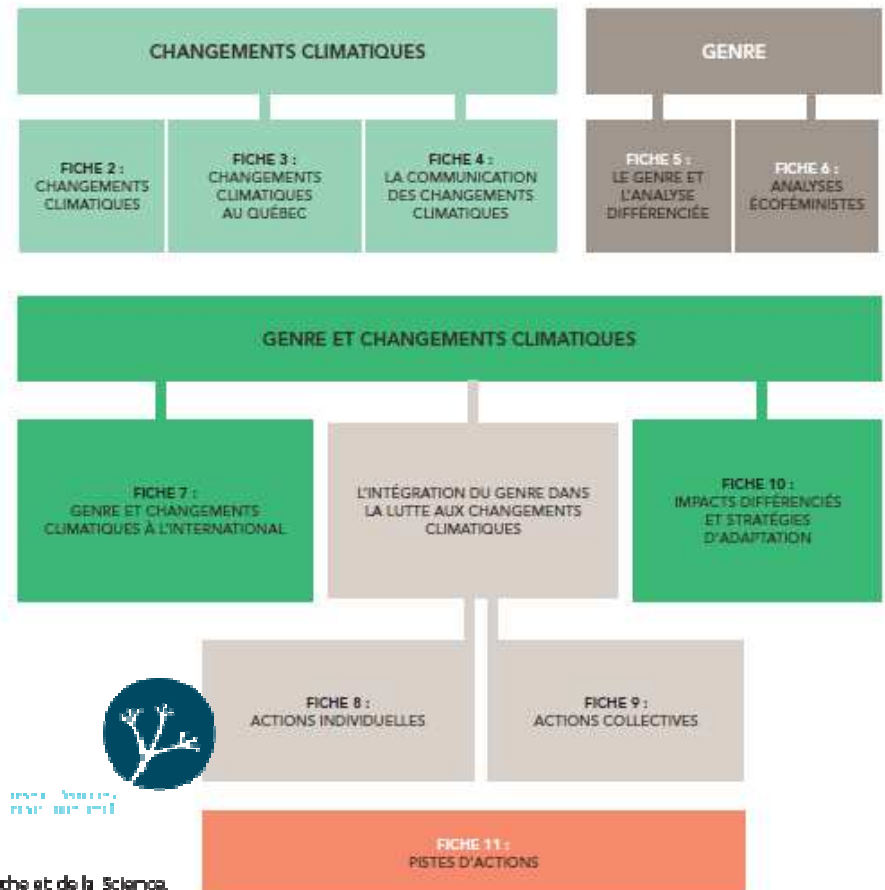 CHANGEMENTS CLIMATIQUES
GENRE
FICHE 2 :
CHANGEMENTS
CLIMATIQUES
FICHE 3 :
CHANGEMENTS
CLIMATIQUES
AU QUÉBEC
FICHE 4 :
LA COMMUNICATION
DES CHANGEMENTS
CLIMATIQUES
FICHE 5 :
LE GENRE ET
L'ANALYSE
DIFFÉRENCIÉE
FICHE 6 :
ANALYSES
ÉCOFÉMINISTES
GENRE ET CHANGEMENTS CLIMATIQUES
FICHE 7 :
GENRE ET CHANGEMENTS
CLIMATIQUES À L'INTERNATIONAL
L'INTÉGRATION DU GENRE DANS
LA LUTTE AUX CHANGEMENTS
CLIMATIQUES
FICHE 10 :
IMPACTS DIFFÉRENCIÉS
ET STRATÉGIES
D'ADAPTATION
FICHE 8 :
ACTIONS INDIVIDUELLES
FICHE 9 :
ACTIONS COLLECTIVES
FICHE 11 :
PISTES D'ACTIONS
et de la Science.